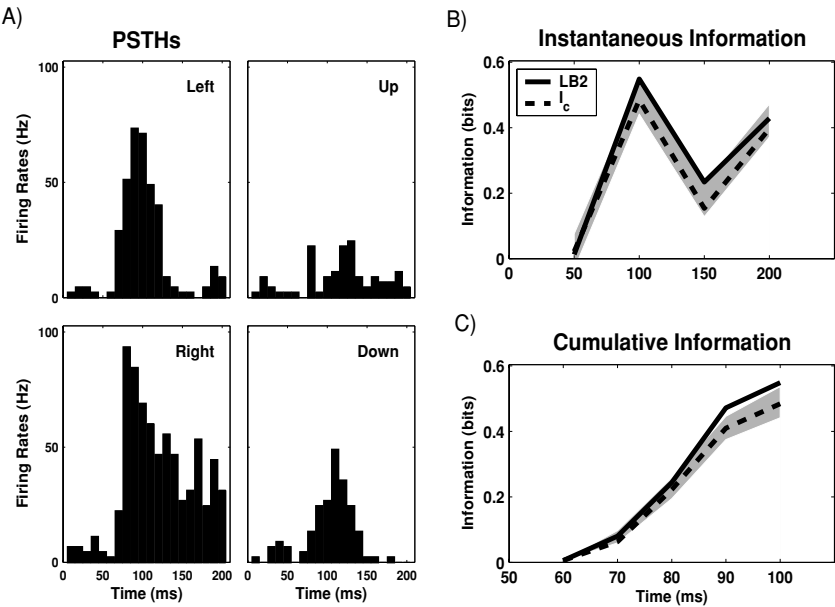 A)
PSTHs
Firing Rates (Hz)
100
50
0
Left
Up
Firing Rates (Hz)
100
50
0
Right
Down
0 50 100 150 200
Time (ms)
0 50 100 150 200
Time (ms)
B)
Instantaneous Information
Information (bits)
0.6
0.4
0.2
0
LB2
I_c
0 50 100 150 200
C)
Cumulative Information
Information (bits)
0.6
0.4
0.2
0
50 60 70 80 90 100
Time (ms)